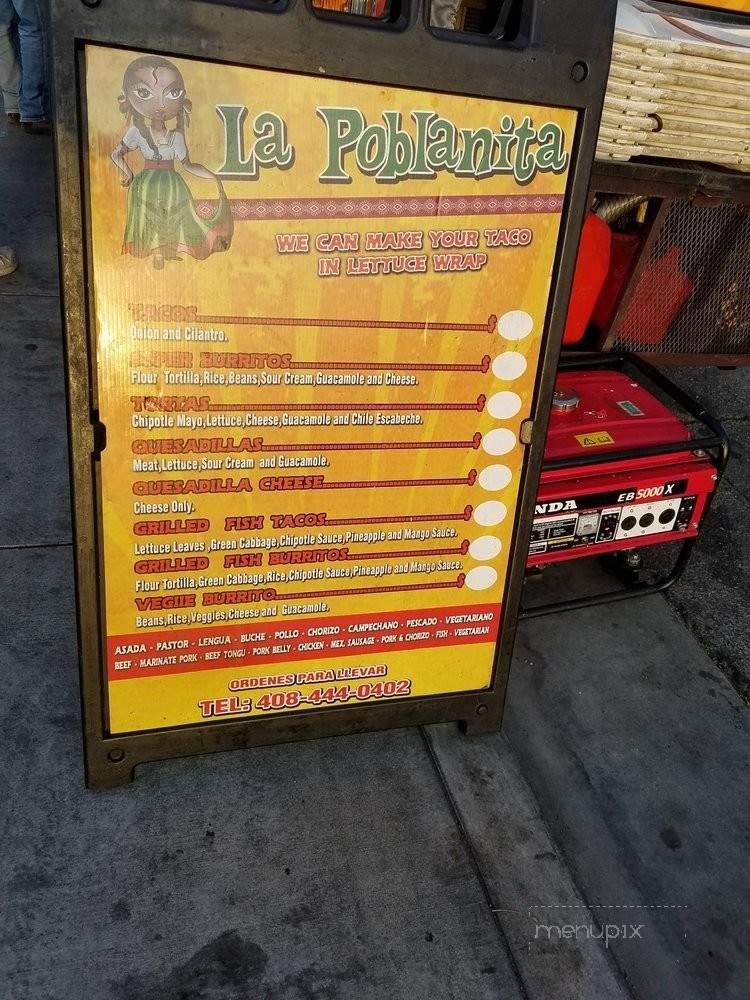 La Poblanita
WE CAN MAKE YOUR TACO
IN LETTUCE WRAP
TACOS $
Onion and Cilantro.
SUPER BURRITOS $
Flour Tortilla,Rice,Beans,Sour Cream,Guacamole and Cheese.
TORTAS $
Chipotle Mayo,Lettuce,Cheese,Guacamole and Chile Escabeche.
QUESADILLAS $
Meat,Lettuce,Sour Cream and Guacamole.
QUESADILLA CHEESE $
Cheese Only.
GRILLED FISH TACOS $
Lettuce Leaves ,Green Cabbage,Chipotle Sauce,Pineapple and Mango Sauce.
GRILLED FISH BURRITOS $
Flour Tortilla,Green Cabbage,Rice,Chipotle Sauce,Pineapple and Mango Sauce.
VEGIIE BURRITO $
Beans,Rice,Veggies,Cheese and Guacamole.
ASADA - PASTOR - LENGUA - BUCHE - POLLO - CHORIZO - CAMPECHANO - PESCADO - VEGETARIANO
BEEF - MARINATE PORK - BEEF TONGU - PORK BELLY - CHICKEN - MEX. SAUSAGE - PORK & CHORIZO - FISH - VEGETARIAN
ORDENES PARA LLEVAR
TEL: 408-444-0402
NDA EB 5000 X
menupix